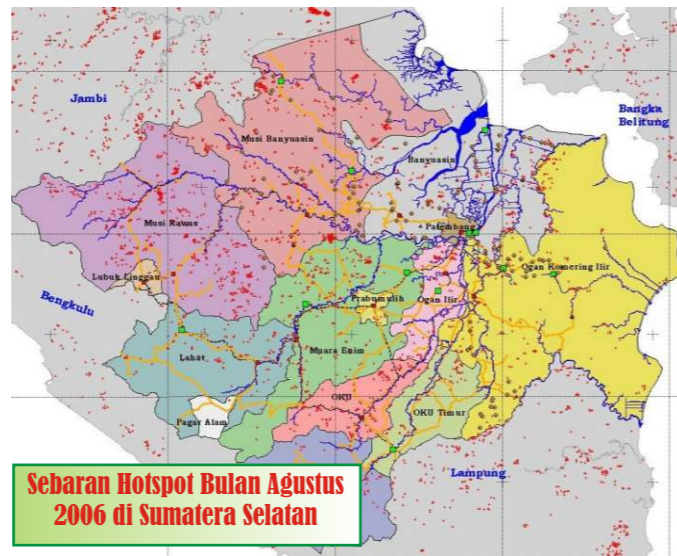 Jambi
Bangka
Belitung
Musi Banyuasin
Banyuasin
Musi Rawas
Palembang
Lubuk Linggau
Ogan Komering Ilir
Bengkulu
Prabumulih
Ogan Ilir
Muara Enim
Lahat
OKU
OKU Timur
Pagar Alam
Lampung
Sebaran Hotspot Bulan Agustus
2006 di Sumatera Selatan